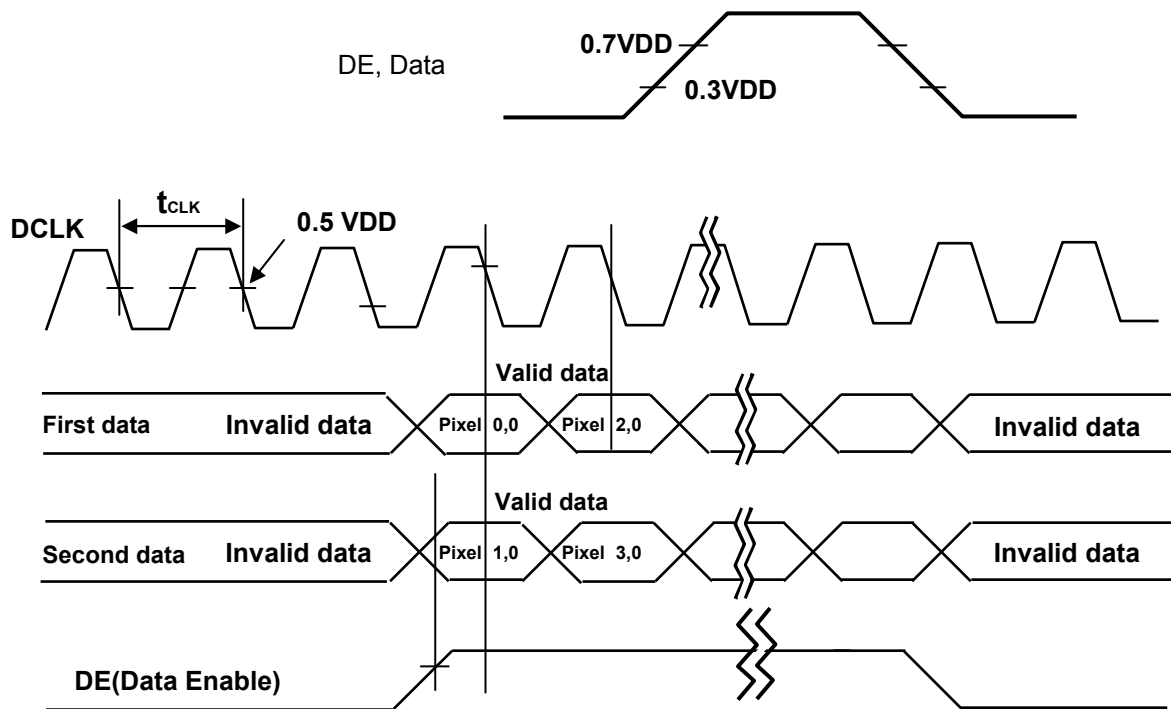 0.7VDD
DE, Data
0.3VDD
tCLK
0.5 VDD
DCLK
Valid data
First data Invalid data Pixel 0,0 Pixel 2,0 Invalid data
Valid data
Second data Invalid data Pixel 1,0 Pixel 3,0 Invalid data
DE(Data Enable)